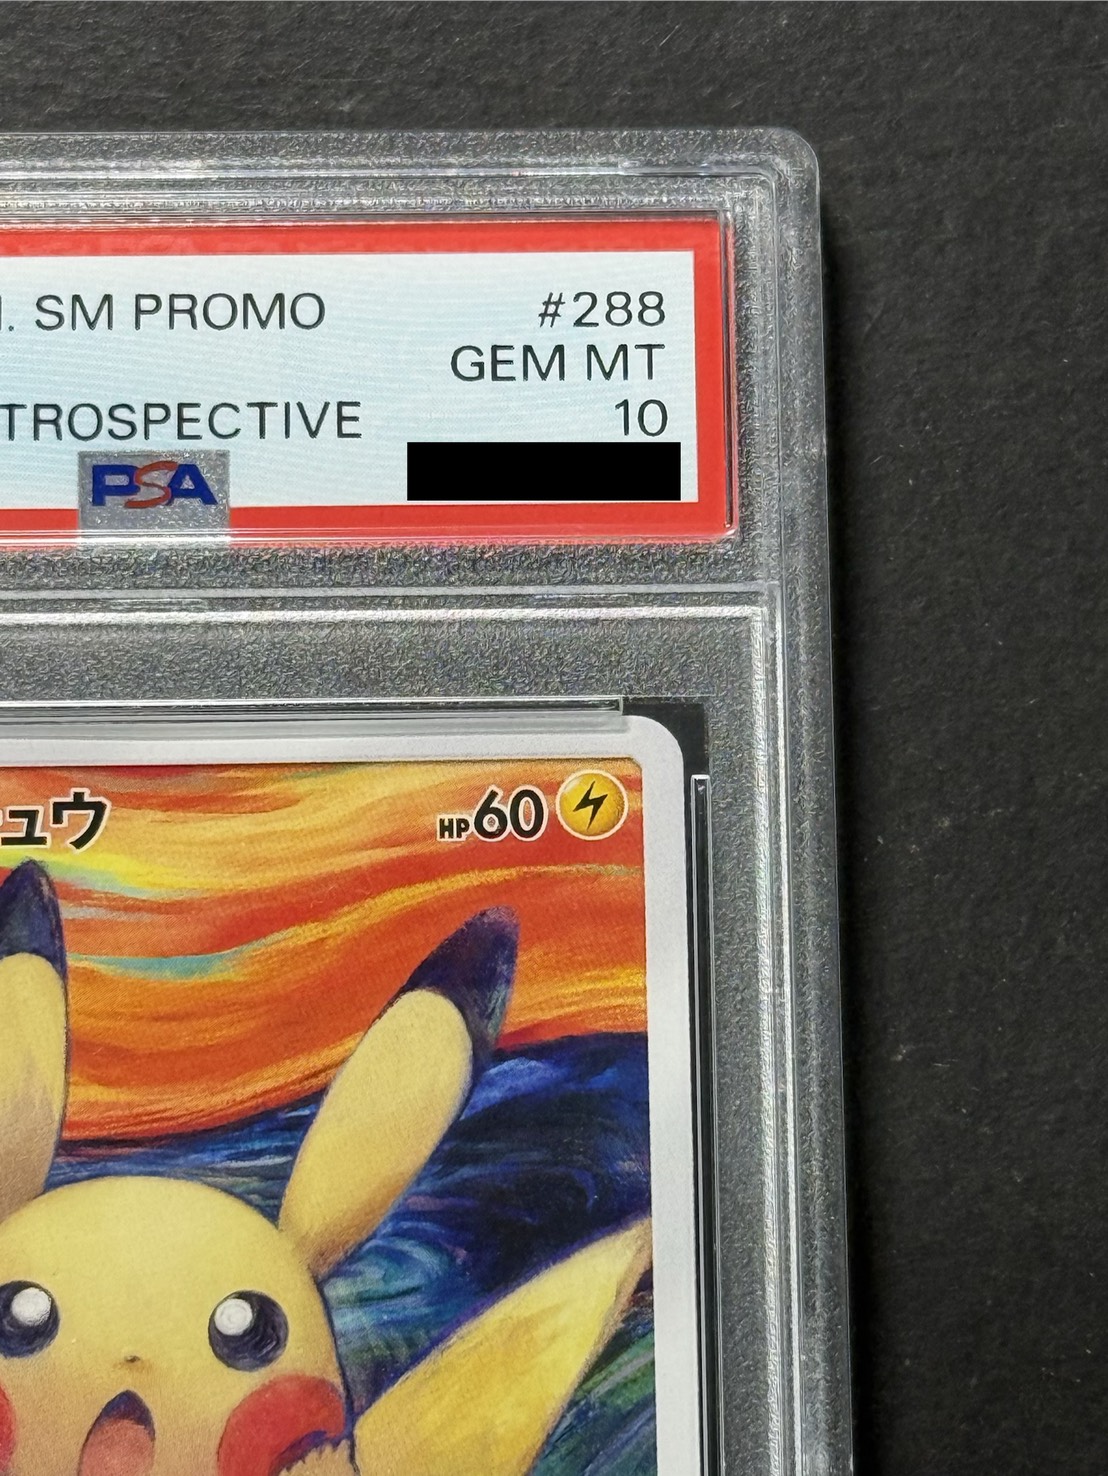 . SM PROMO #288
GEM MT
TROSPECTIVE 10
PSA
ュウ HP60